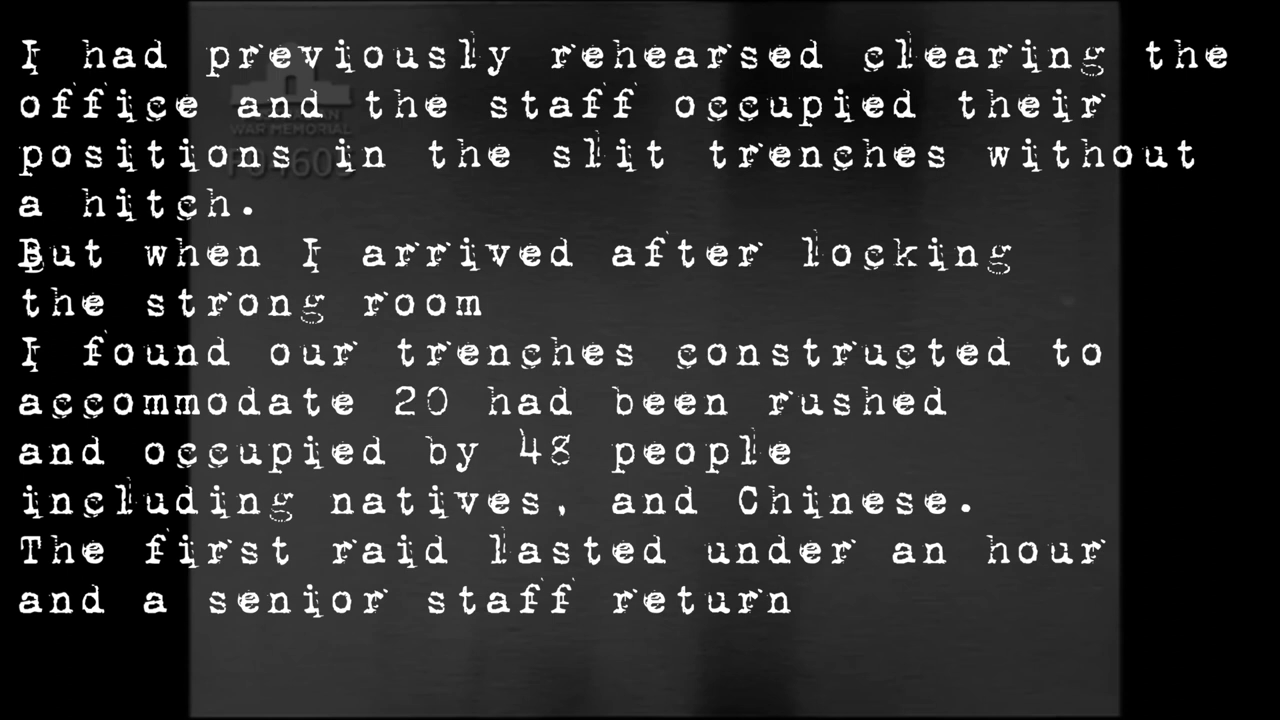 I had previously rehearsed clearing the
office and the staff occupied their
positions in the slit trenches without
a hitch.
But when I arrived after locking
the strong room
I found our trenches constructed to
accommodate 20 had been rushed
and occupied by 48 people
including natives, and Chinese.
The first raid lasted under an hour
and a senior staff return
WAR MEMORIAL